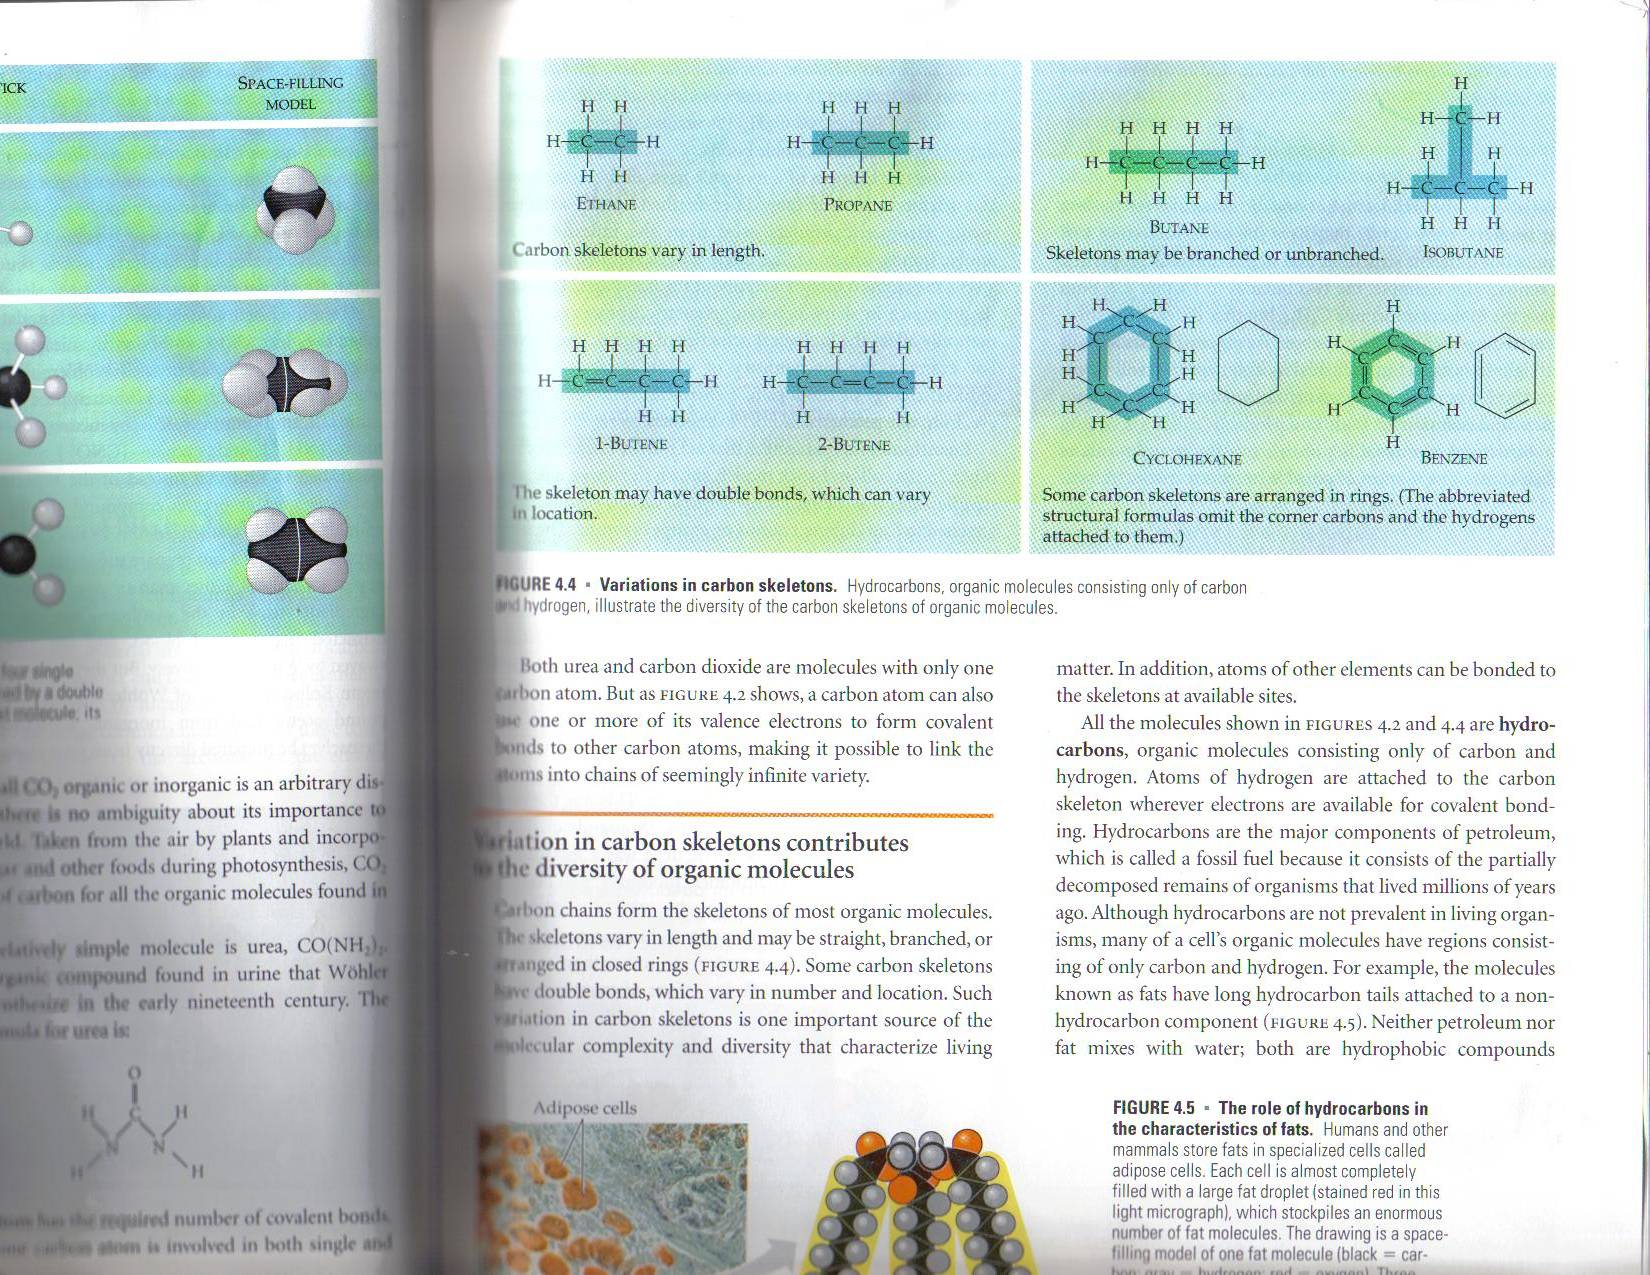 ICK
SPACE-FILLING
MODEL
four single
by a double
molecule, its
CO₂ organic or inorganic is an arbitrary dis-
there is no ambiguity about its importance to
Taken from the air by plants and incorpo-
and other foods during photosynthesis, CO₂
of carbon for all the organic molecules found in
relatively simple molecule is urea, CO(NH₂)₂,
compound found in urine that Wöhler
in the early nineteenth century. The
for urea is:
O
H C H
N N
H H
required number of covalent bonds
atom is involved in both single and
H H
H—C—C—H
H H
ETHANE
H H H
H—C—C—C—H
H H H
PROPANE
Carbon skeletons vary in length.
H H H H
H—C—C—C—C—H
H H H H
BUTANE
H
H—C—H
H H
H—C—C—C—H
H H H
ISOBUTANE
Skeletons may be branched or unbranched.
H H H H
H—C=C—C—C—H
H H
1-BUTENE
H H H H
H—C—C=C—C—H
H H
2-BUTENE
The skeleton may have double bonds, which can vary
in location.
H H
H C H
C C
H H
H H
C C
H C H
H H
CYCLOHEXANE
H
H C H
C C
C C
H C H
H
BENZENE
Some carbon skeletons are arranged in rings. (The abbreviated
structural formulas omit the corner carbons and the hydrogens
attached to them.)
FIGURE 4.4 ▪ Variations in carbon skeletons. Hydrocarbons, organic molecules consisting only of carbon
and hydrogen, illustrate the diversity of the carbon skeletons of organic molecules.
Both urea and carbon dioxide are molecules with only one
carbon atom. But as FIGURE 4.2 shows, a carbon atom can also
use one or more of its valence electrons to form covalent
bonds to other carbon atoms, making it possible to link the
atoms into chains of seemingly infinite variety.
Variation in carbon skeletons contributes
to the diversity of organic molecules
Carbon chains form the skeletons of most organic molecules.
The skeletons vary in length and may be straight, branched, or
arranged in closed rings (FIGURE 4.4). Some carbon skeletons
have double bonds, which vary in number and location. Such
variation in carbon skeletons is one important source of the
molecular complexity and diversity that characterize living
matter. In addition, atoms of other elements can be bonded to
the skeletons at available sites.
All the molecules shown in FIGURES 4.2 and 4.4 are hydro-
carbons, organic molecules consisting only of carbon and
hydrogen. Atoms of hydrogen are attached to the carbon
skeleton wherever electrons are available for covalent bond-
ing. Hydrocarbons are the major components of petroleum,
which is called a fossil fuel because it consists of the partially
decomposed remains of organisms that lived millions of years
ago. Although hydrocarbons are not prevalent in living organ-
isms, many of a cell's organic molecules have regions consist-
ing of only carbon and hydrogen. For example, the molecules
known as fats have long hydrocarbon tails attached to a non-
hydrocarbon component (FIGURE 4.5). Neither petroleum nor
fat mixes with water; both are hydrophobic compounds
Adipose cells
FIGURE 4.5 ▪ The role of hydrocarbons in
the characteristics of fats. Humans and other
mammals store fats in specialized cells called
adipose cells. Each cell is almost completely
filled with a large fat droplet (stained red in this
light micrograph), which stockpiles an enormous
number of fat molecules. The drawing is a space-
filling model of one fat molecule (black = car-